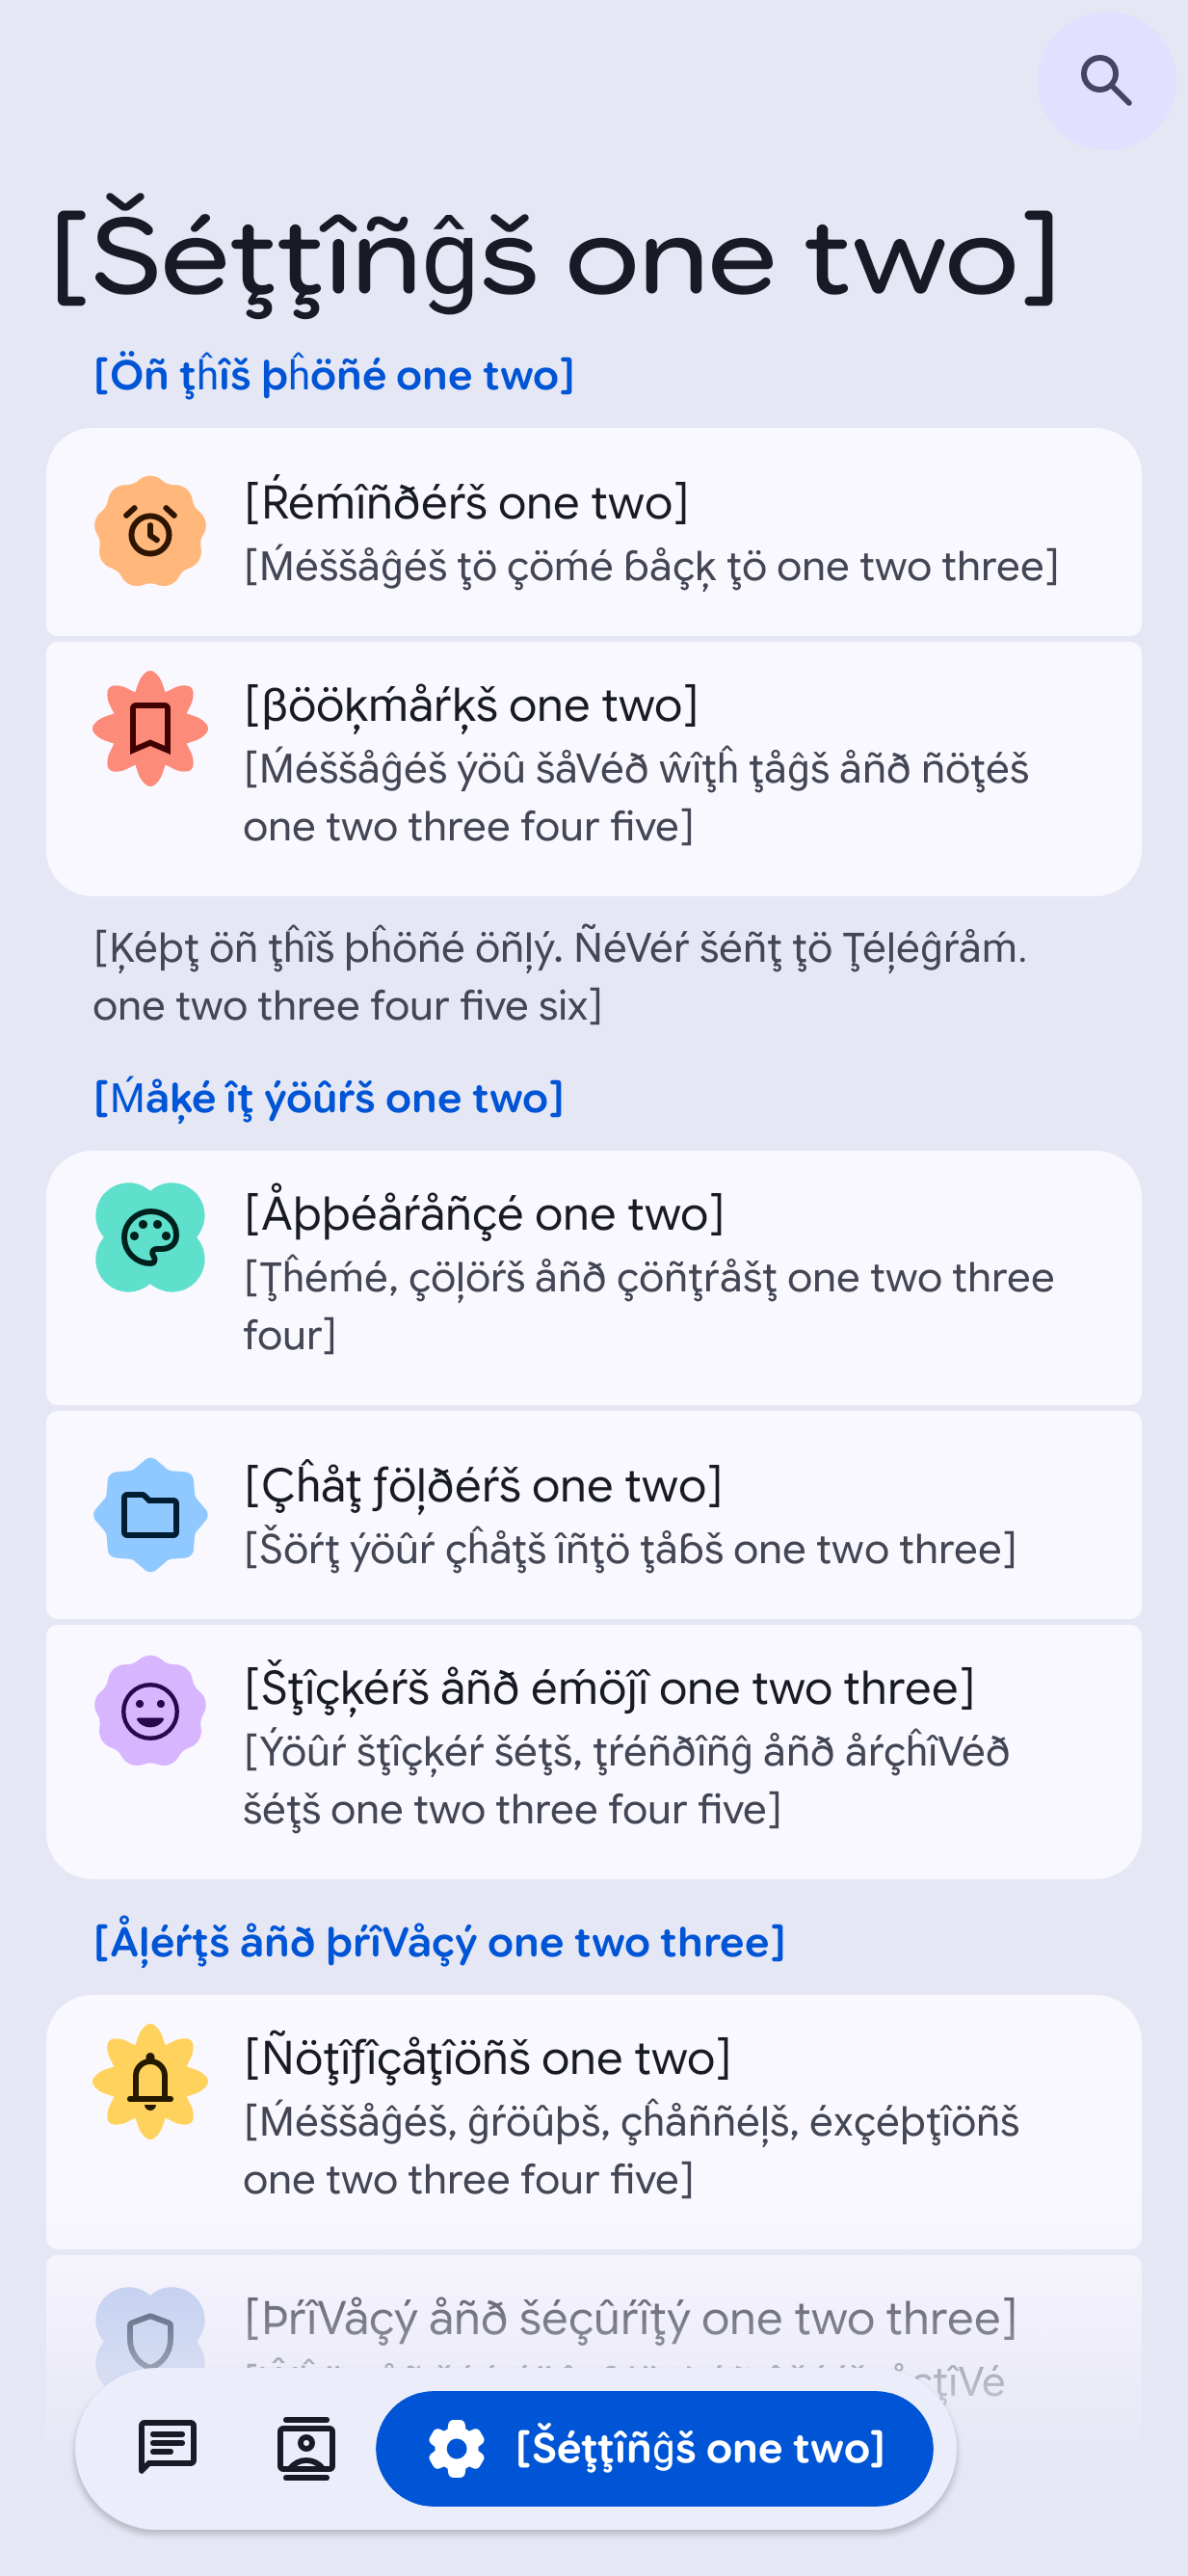 [Šéţţîñĝš one two]
[Öñ ţĥîš þĥöñé one two]
[Ŕéḿîñðéŕš one two]
[Ḿéššåĝéš ţö çöḿé ƃåçķ ţö one two three]
[βööķḿåŕķš one two]
[Ḿéššåĝéš ýöû šåVéð ŵîţĥ ţåĝš åñð ñöţéš
one two three four five]
[Ķéþţ öñ ţĥîš þĥöñé öñļý. ÑéVéŕ šéñţ ţö Ţéļéĝŕåḿ.
one two three four five six]
[Ḿåķé îţ ýöûŕš one two]
[Åþþéåŕåñçé one two]
[Ţĥéḿé, çöļöŕš åñð çöñţŕåšţ one two three
four]
[Çĥåţ ƒöļðéŕš one two]
[Šöŕţ ýöûŕ çĥåţš îñţö ţåƃš one two three]
[Šţîçķéŕš åñð éḿöĵî one two three]
[Ýöûŕ šţîçķéŕ šéţš, ţŕéñðîñĝ åñð åŕçĥîVéð
šéţš one two three four five]
[Åļéŕţš åñð þŕîVåçý one two three]
[Ñöţîƒîçåţîöñš one two]
[Ḿéššåĝéš, ĝŕöûþš, çĥåññéļš, éxçéþţîöñš
one two three four five]
[ÞŕîVåçý åñð šéçûŕîţý one two three]
[Šéţţîñĝš one two]